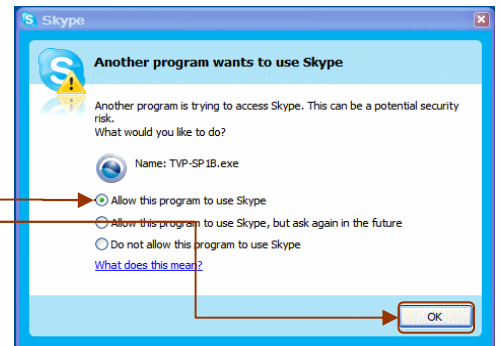 Skype
Another program wants to use Skype
Another program is trying to access Skype. This can be a potential security
risk.
What would you like to do?
Name: TVP-SP1B.exe
Allow this program to use Skype
Allow this program to use Skype, but ask again in the future
Do not allow this program to use Skype
What does this mean?
OK